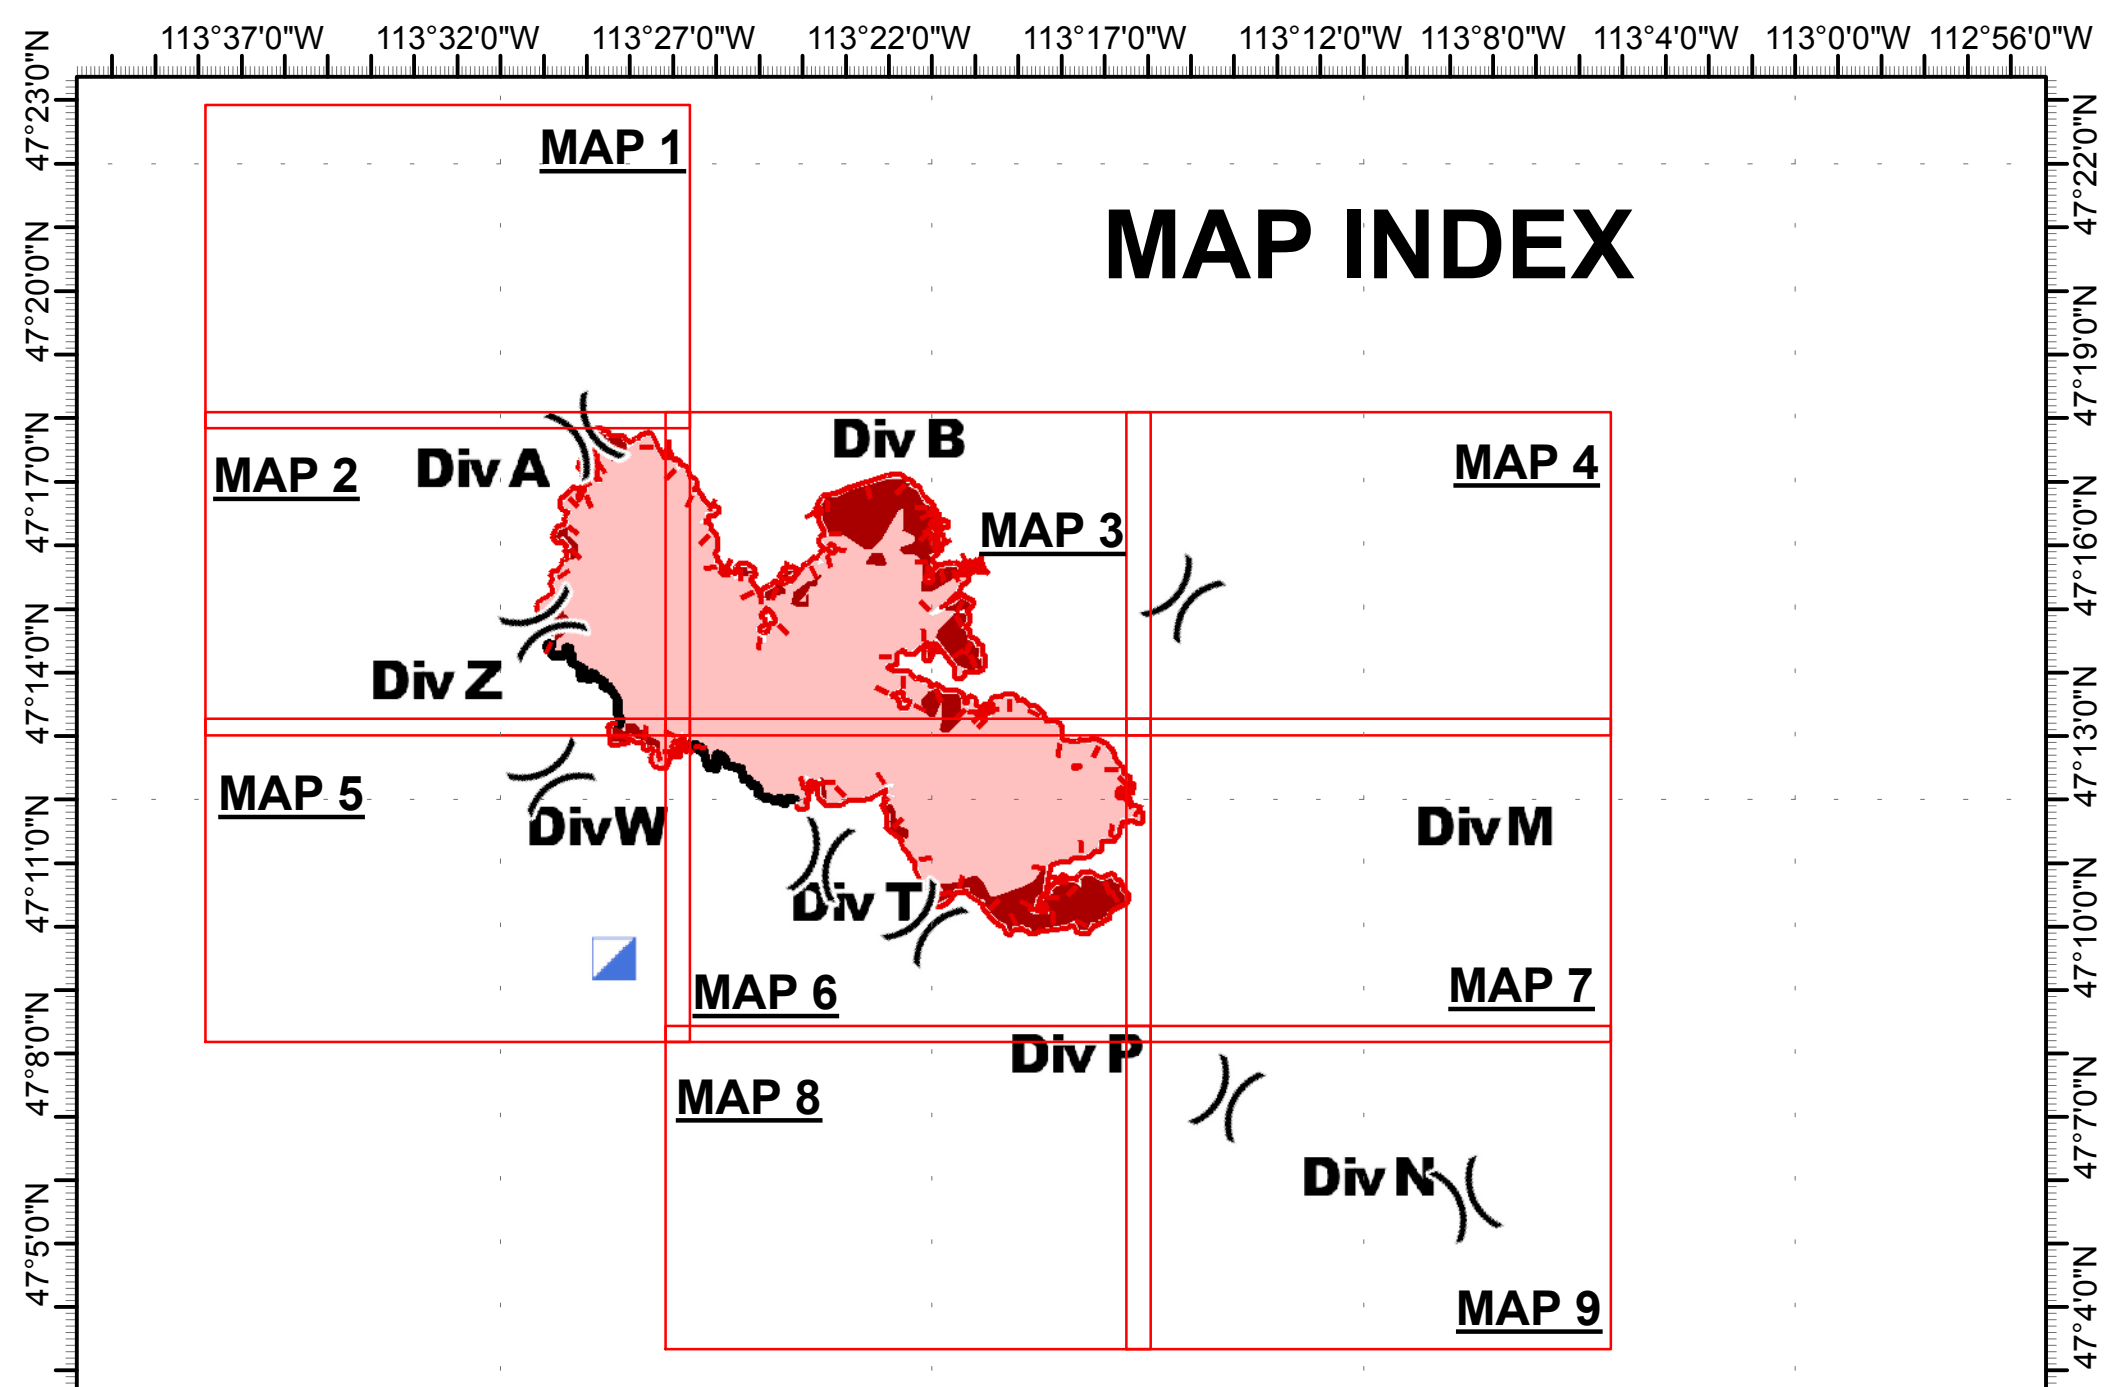 113°37'0"W 113°32'0"W 113°27'0"W 113°22'0"W 113°17'0"W 113°12'0"W 113°8'0"W 113°4'0"W 113°0'0"W 112°56'0"W
47°23'0"N
47°20'0"N
47°17'0"N
47°14'0"N
47°11'0"N
47°8'0"N
47°5'0"N
MAP 1
MAP INDEX
Div B
Div A
MAP 2
MAP 4
MAP 3
Div Z
MAP 5
Div W
Div M
Div T
MAP 6
MAP 7
Div P
MAP 8
Div N
MAP 9
47°22'0"N
47°19'0"N
47°16'0"N
47°13'0"N
47°10'0"N
47°7'0"N
47°4'0"N